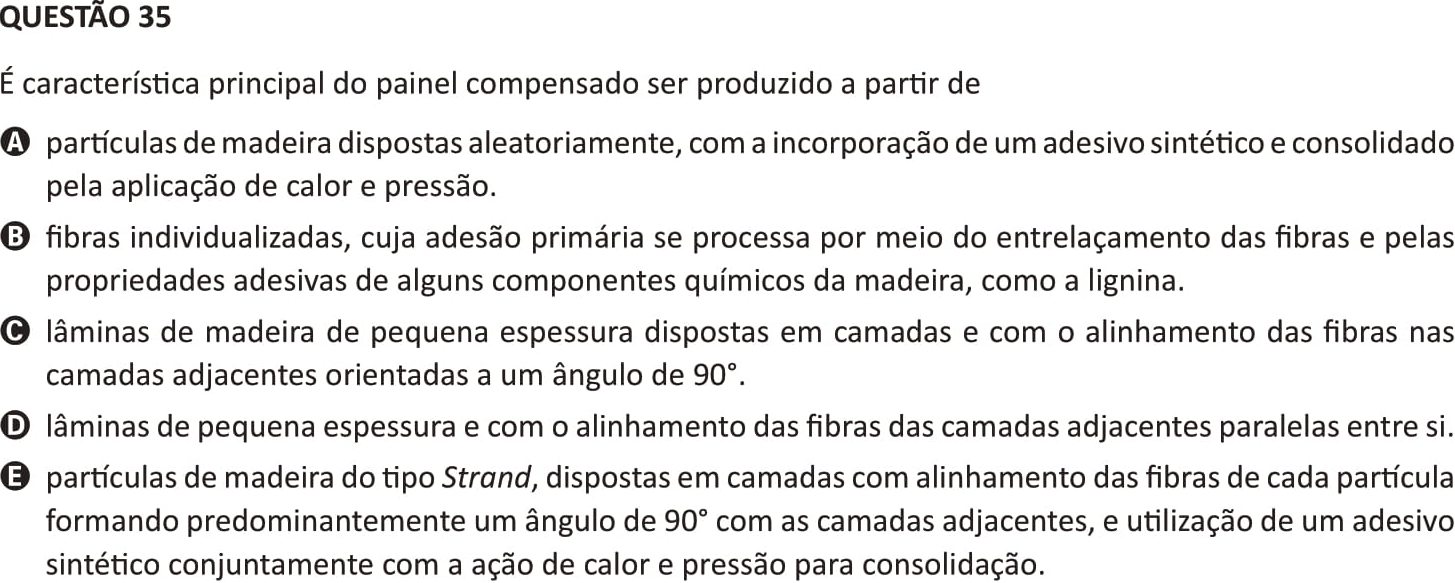 QUESTÃO 35
É característica principal do painel compensado ser produzido a partir de
A partículas de madeira dispostas aleatoriamente, com a incorporação de um adesivo sintético e consolidado
pela aplicação de calor e pressão.
B fibras individualizadas, cuja adesão primária se processa por meio do entrelaçamento das fibras e pelas
propriedades adesivas de alguns componentes químicos da madeira, como a lignina.
C lâminas de madeira de pequena espessura dispostas em camadas e com o alinhamento das fibras nas
camadas adjacentes orientadas a um ângulo de 90°.
D lâminas de pequena espessura e com o alinhamento das fibras das camadas adjacentes paralelas entre si.
E partículas de madeira do tipo Strand, dispostas em camadas com alinhamento das fibras de cada partícula
formando predominantemente um ângulo de 90° com as camadas adjacentes, e utilização de um adesivo
sintético conjuntamente com a ação de calor e pressão para consolidação.